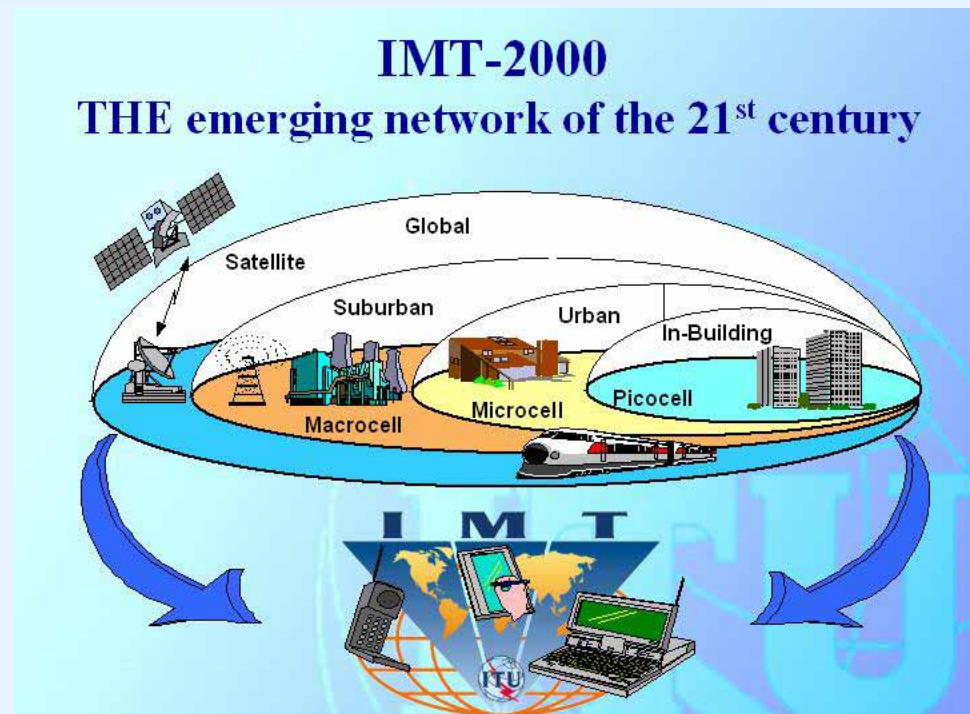 IMT-2000
THE emerging network of the 21st century
Global
Satellite
Suburban
Urban
In-Building
Picocell
Microcell
Macrocell
I M T
ITU
ITU